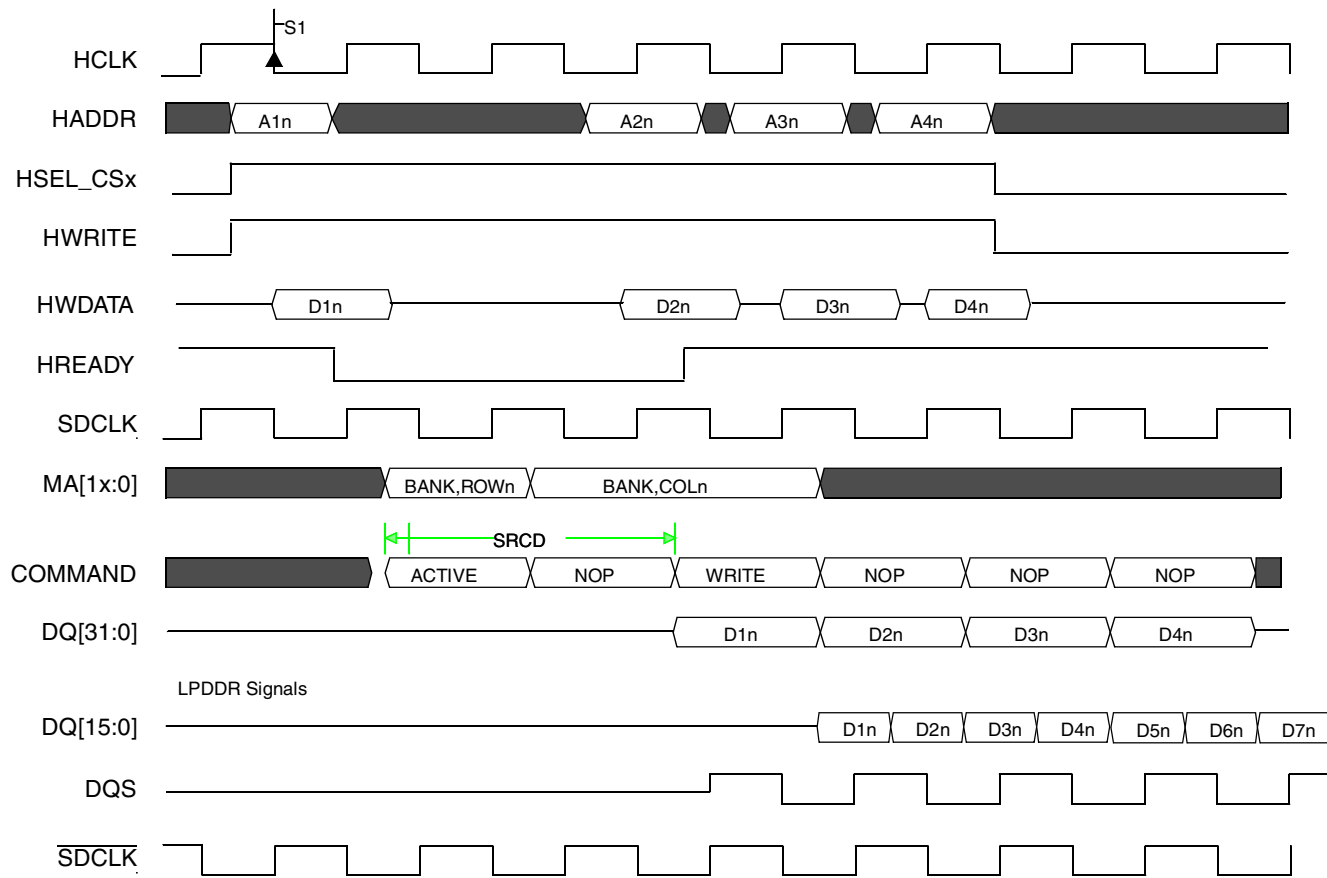 S1
HCLK
HADDR A1n A2n A3n A4n
HSEL_CSx
HWRITE
HWDATA D1n D2n D3n D4n
HREADY
SDCLK
MA[1x:0] BANK,ROWn BANK,COLn
SRCD
COMMAND ACTIVE NOP WRITE NOP NOP NOP
DQ[31:0] D1n D2n D3n D4n
LPDDR Signals
DQ[15:0] D1n D2n D3n D4n D5n D6n D7n
DQS
SDCLK